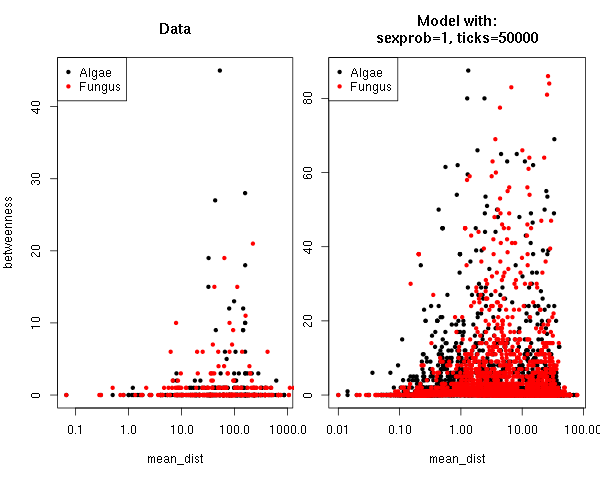 Data
Algae
Fungus
betweenness
40
30
20
10
0
0.1 1.0 10.0 100.0 1000.0
mean_dist
Model with:
sexprob=1, ticks=50000
Algae
Fungus
80
60
40
20
0
0.01 0.10 1.00 10.00 100.00
mean_dist